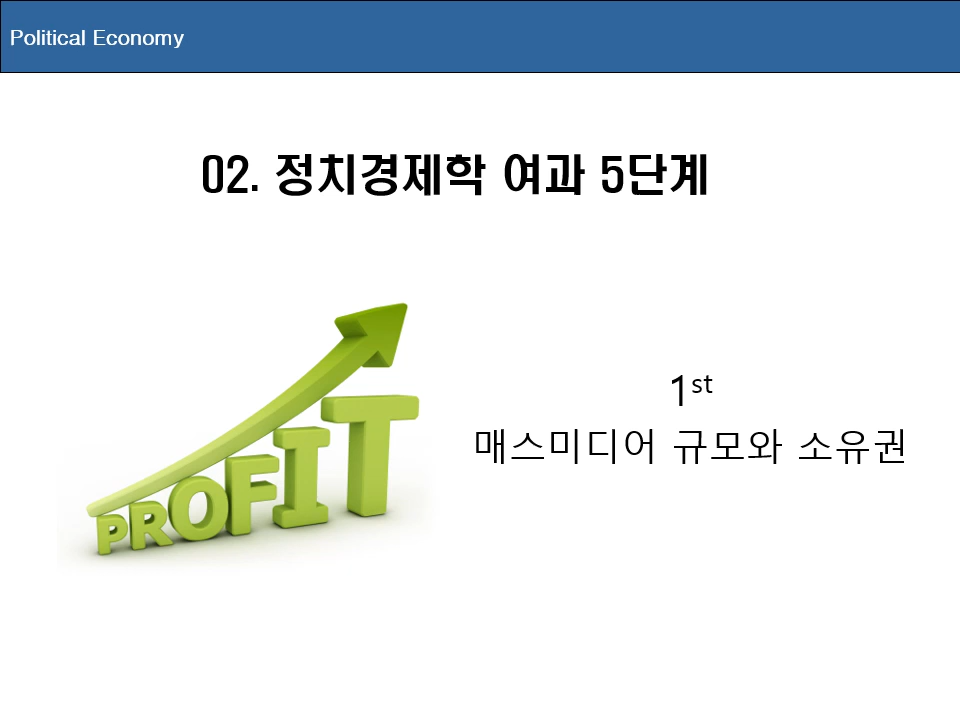 Political Economy
02. 정치경제학 여과 5단계
PROFIT
1st
매스미디어 규모와 소유권